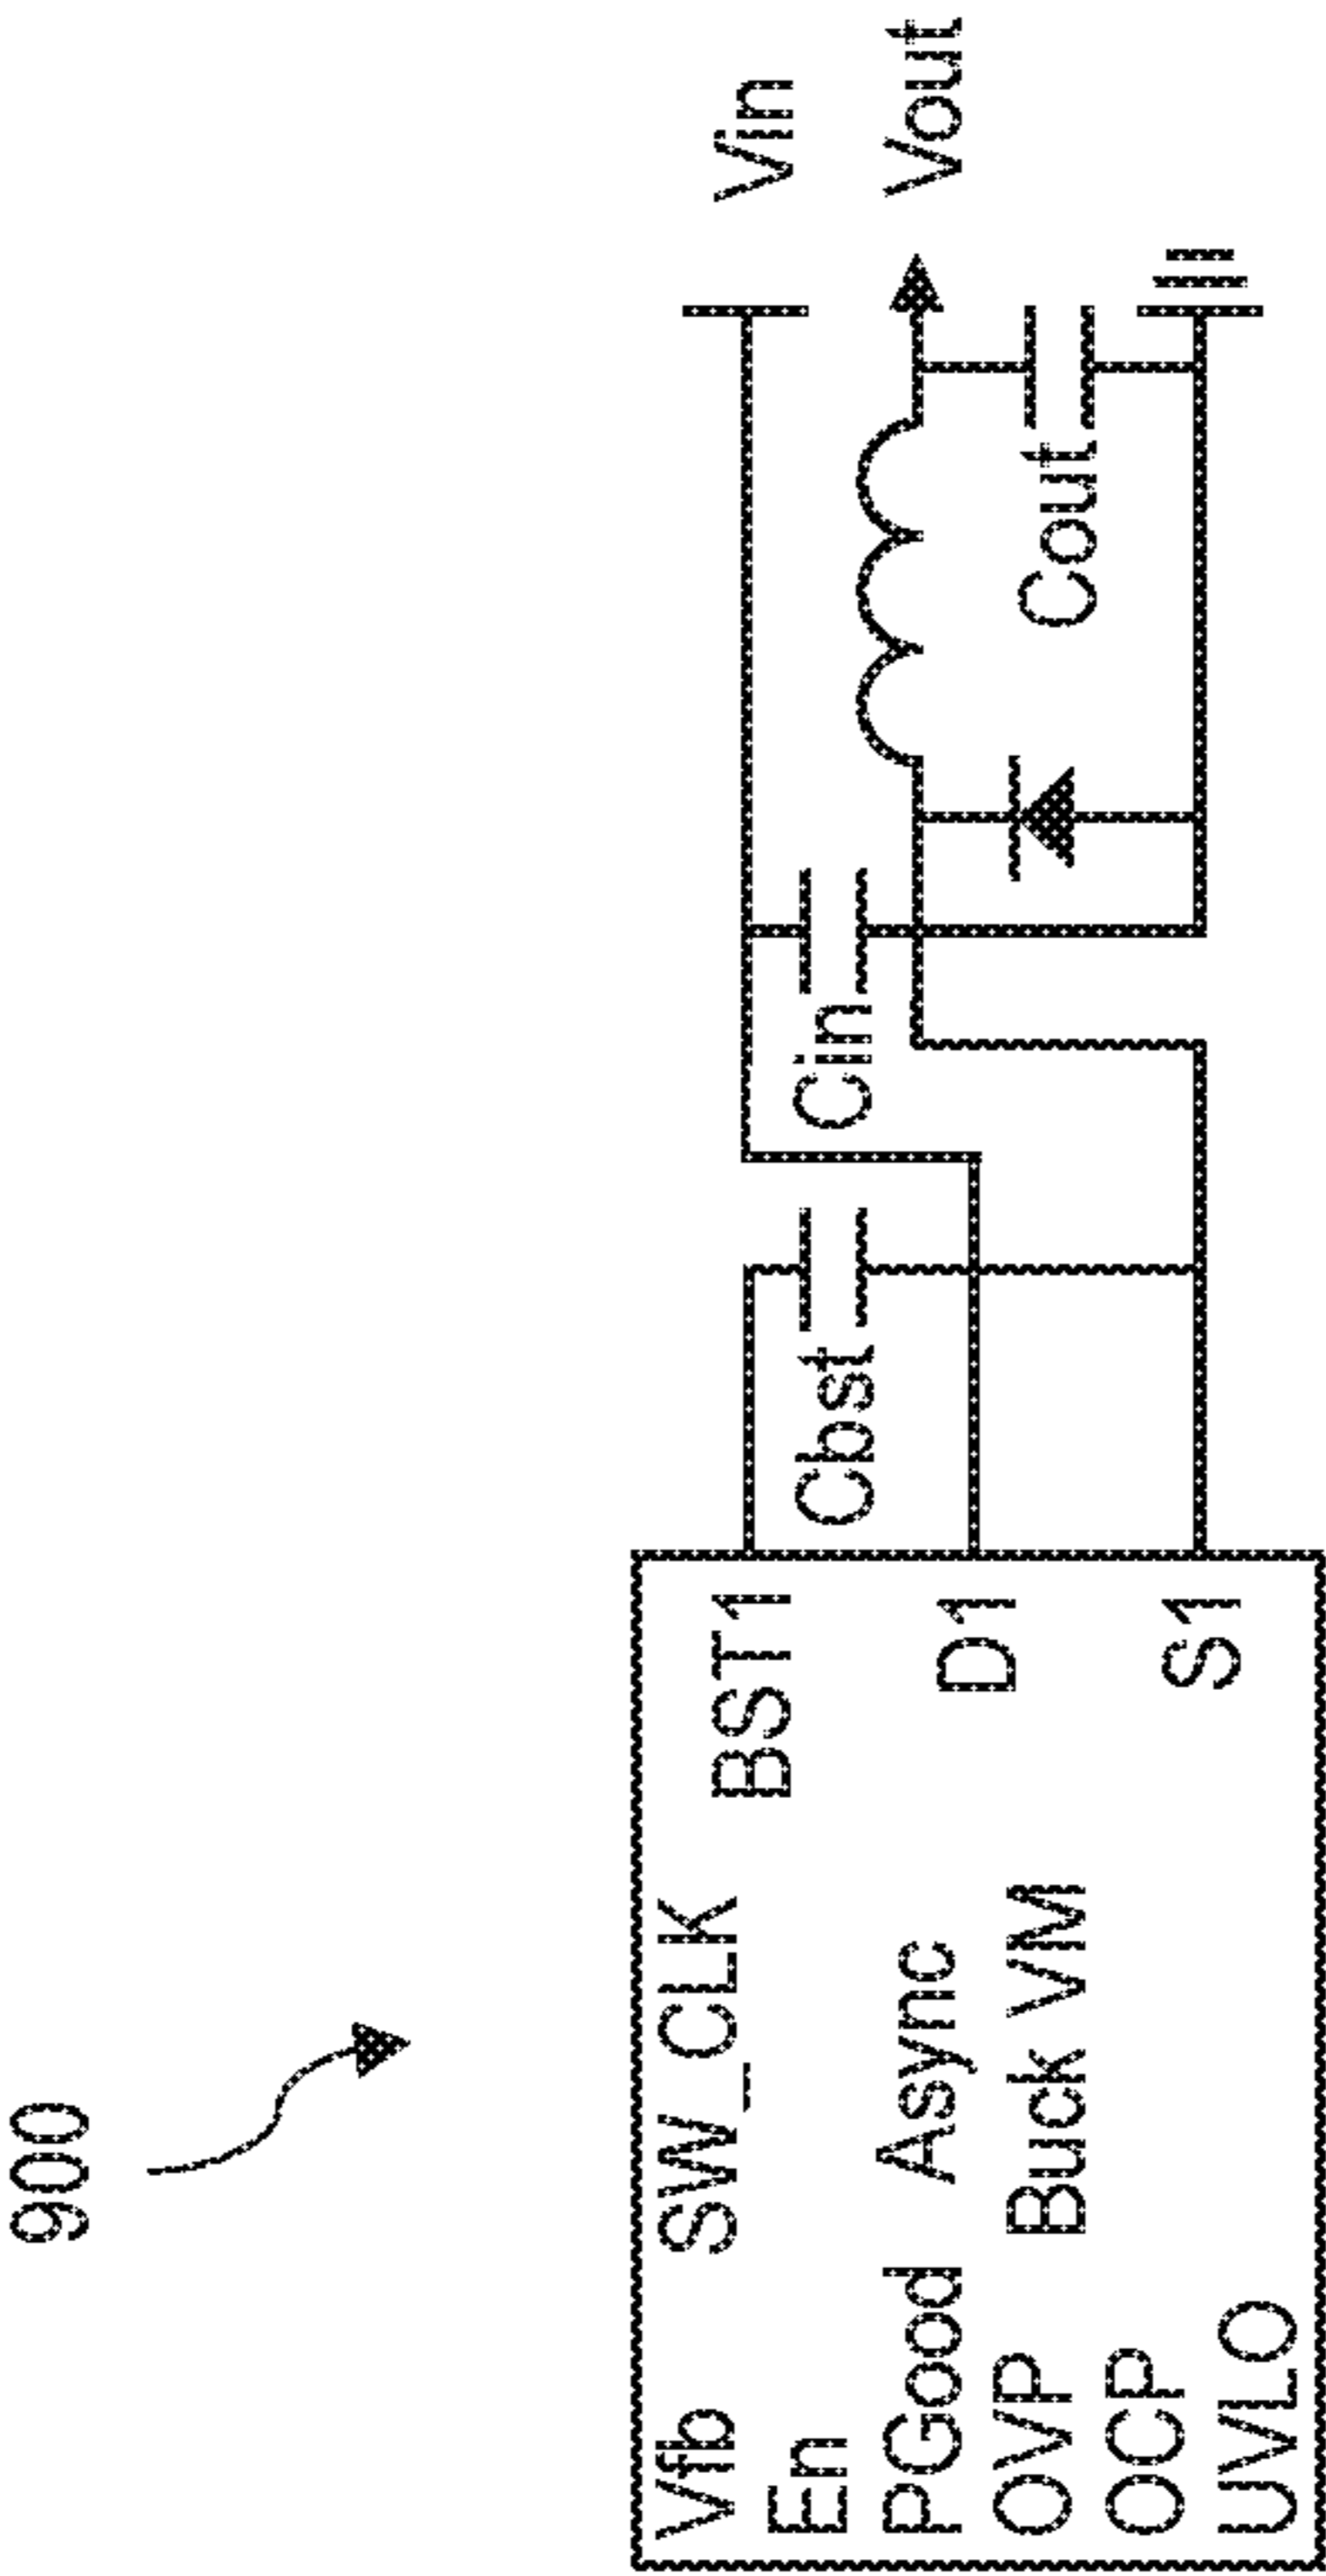 900
Vfb
SW_CLK
En
BST1
PGood
Async
OVP
Buck VM
D1
OCP
UVLO
S1
Cbst
Cin
Cout
Vin
Vout